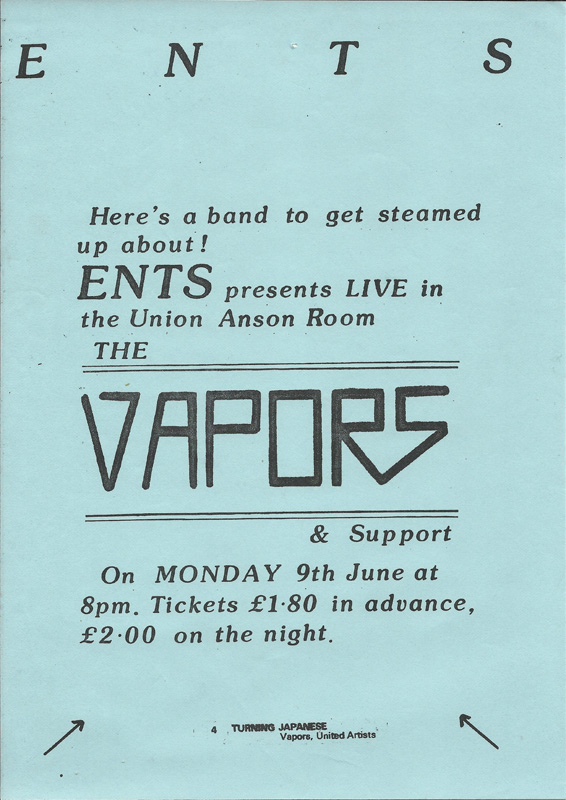 E N T S
Here's a band to get steamed
up about!
ENTS presents LIVE in
the Union Anson Room
THE
VAPORS
& Support
On MONDAY 9th June at
8pm. Tickets £1·80 in advance,
£2·00 on the night.
4 TURNING JAPANESE
Vapors, United Artists